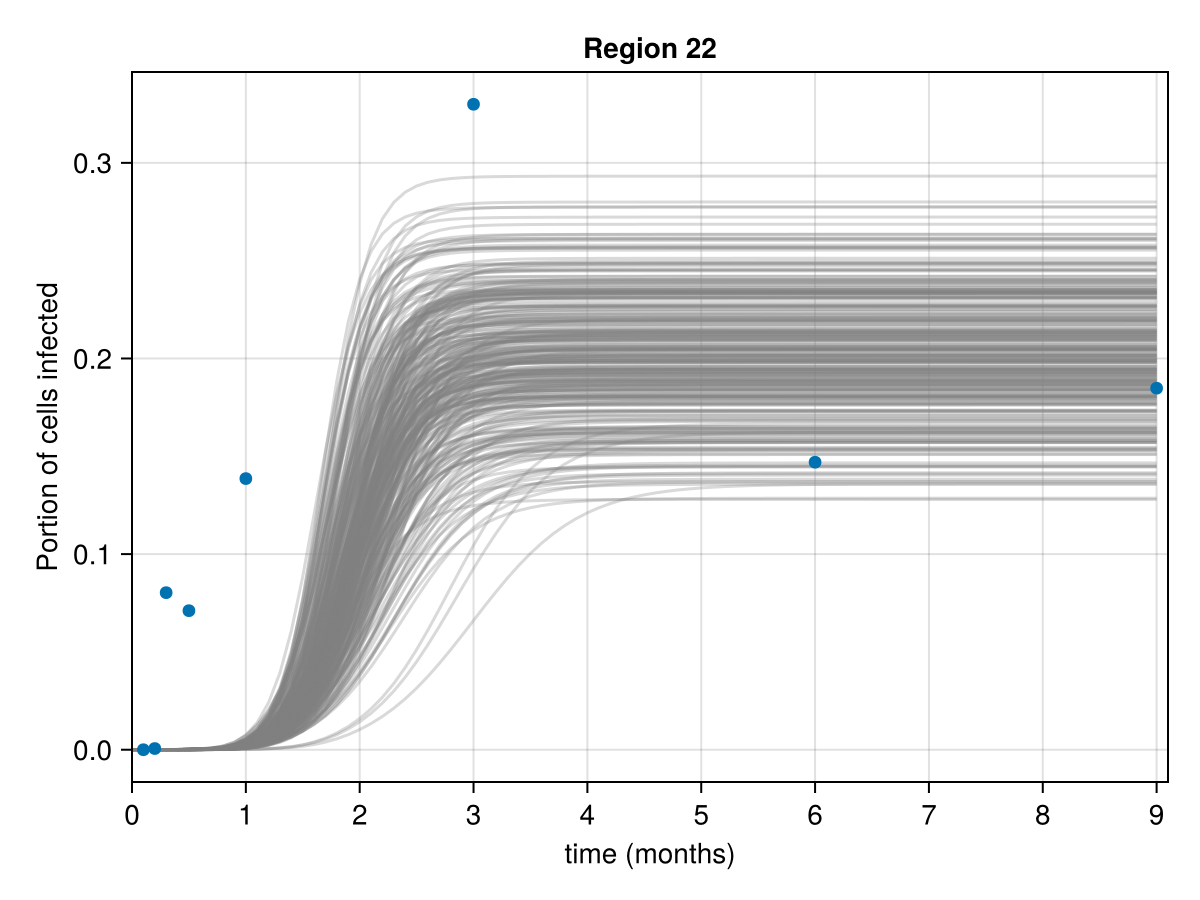 Region 22
Portion of cells infected
0.3
0.2
0.1
0.0
0 1 2 3 4 5 6 7 8 9
time (months)